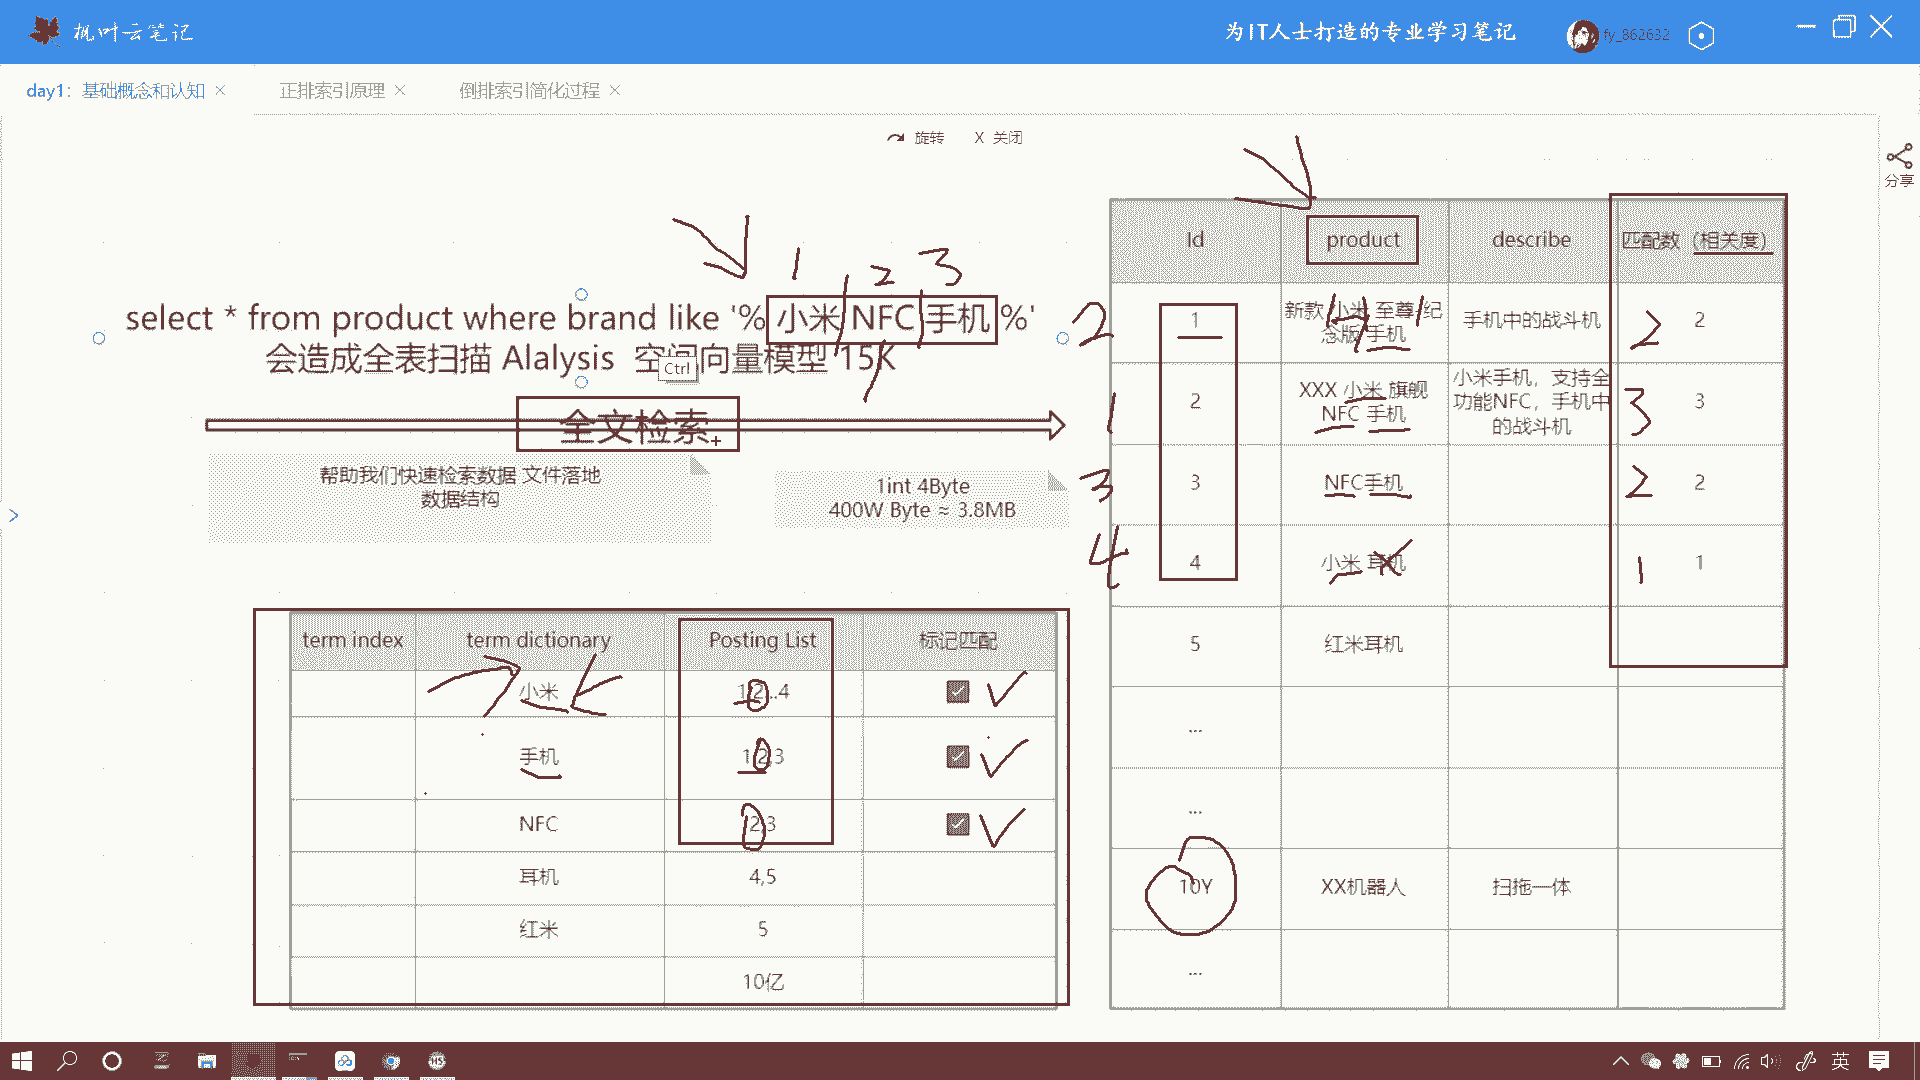 枫叶云笔记
为IT人士打造的专业学习笔记
fy_862632
day1：基础概念和认知 ×
正排索引原理 ×
倒排索引简化过程 ×
旋转
X 关闭
分享
1 2 3
select * from product where brand like '% 小米 NFC 手机 %'
会造成全表扫描 Alalysis 空间向量模型 15K
Ctrl
全文检索
帮助我们快速检索数据 文件落地
数据结构
1int 4Byte
400W Byte ≈ 3.8MB
term index term dictionary Posting List 标记匹配
小米 1,2...4
手机 1,2,3
NFC 2,3
耳机 4,5
红米 5
10亿
Id product describe 匹配数（相关度）
2 1 新款 小米 至尊 纪
念版 手机 手机中的战斗机 2 2
1 2 XXX 小米 旗舰
NFC 手机 小米手机，支持全
功能NFC，手机中
的战斗机 3 3
3 3 NFC手机 2 2
4 4 小米 耳机 1 1
5 红米耳机
...
...
10Y XX机器人 扫拖一体
...
英